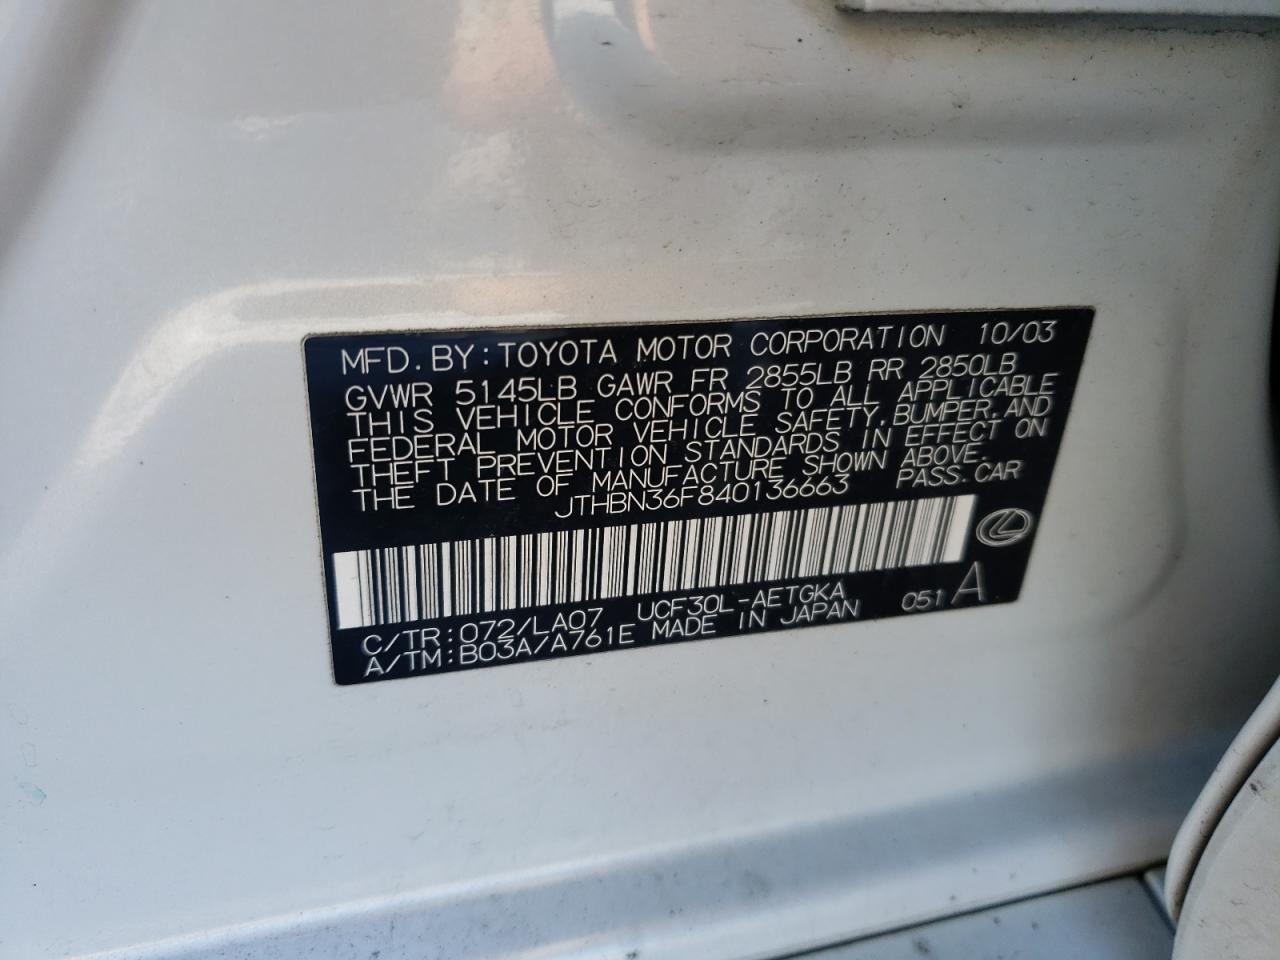 MFD. BY: TOYOTA MOTOR CORPORATION 10/03
GVWR 5145LB GAWR FR 2855LB RR 2850LB
THIS VEHICLE CONFORMS TO ALL APPLICABLE
FEDERAL MOTOR VEHICLE SAFETY, BUMPER, AND
THEFT PREVENTION STANDARDS IN EFFECT ON
THE DATE OF MANUFACTURE SHOWN ABOVE.
JTHBN36F840136663 PASS. CAR
C/TR: 072/LA07 UCF30L-AETGKA 051 A
A/TM: B03A/A761E MADE IN JAPAN